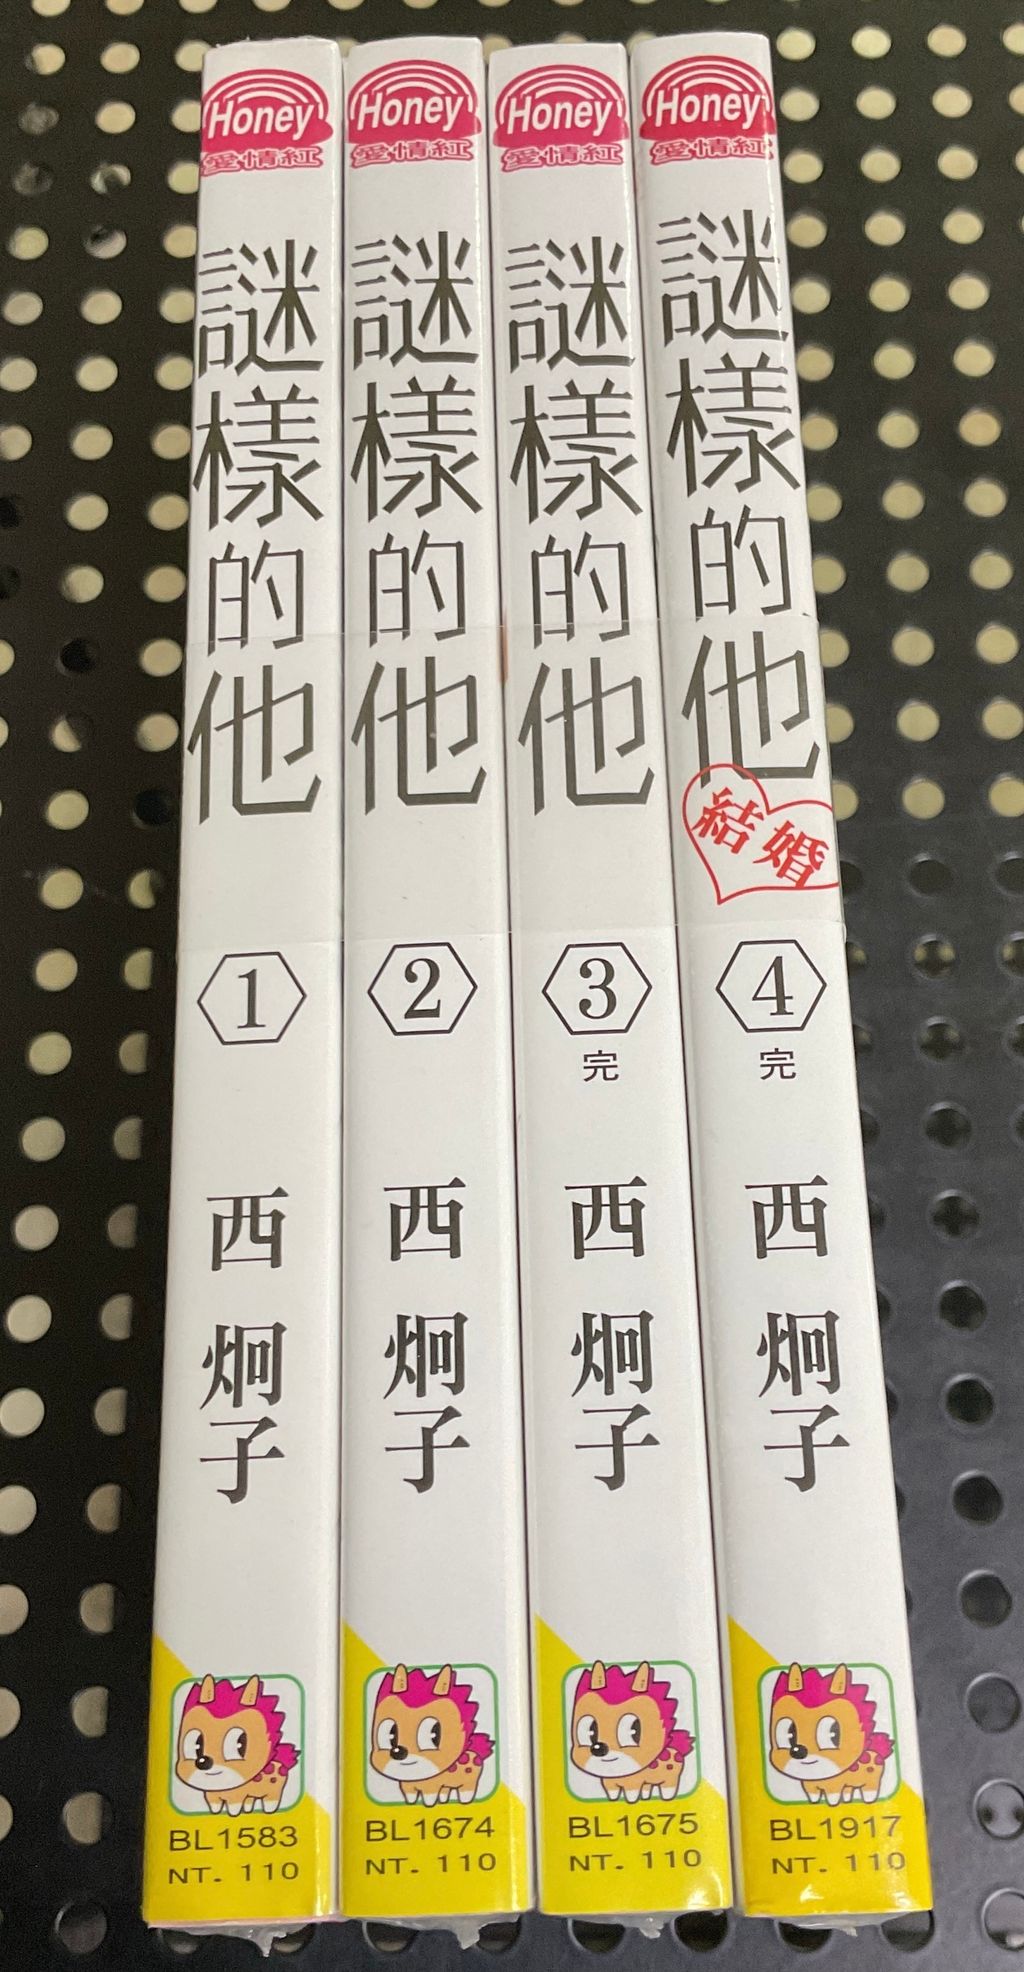 Honey
愛情紅
謎樣的他
1
西 炯子
BL1583
NT. 110
Honey
愛情紅
謎樣的他
2
西 炯子
BL1674
NT. 110
Honey
愛情紅
謎樣的他
3
完
西 炯子
BL1675
NT. 110
Honey
愛情紅
謎樣的他
結婚
4
完
西 炯子
BL1917
NT. 110